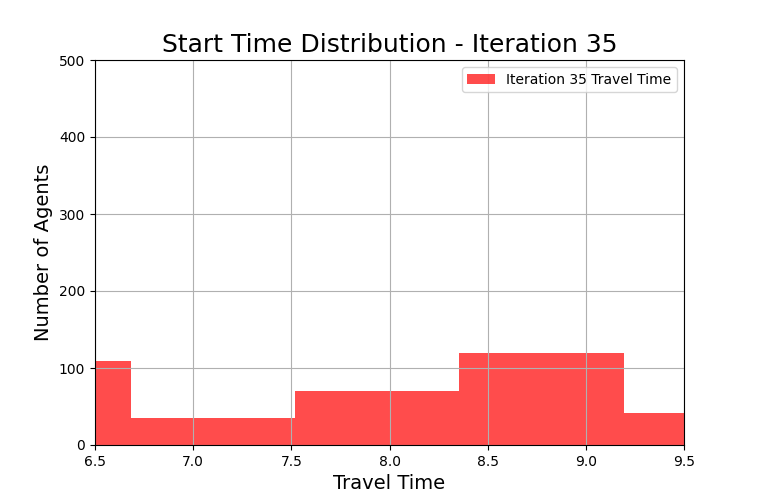 Start Time Distribution - Iteration 35
Iteration 35 Travel Time
Number of Agents
500
400
300
200
100
0
6.5 7.0 7.5 8.0 8.5 9.0 9.5
Travel Time